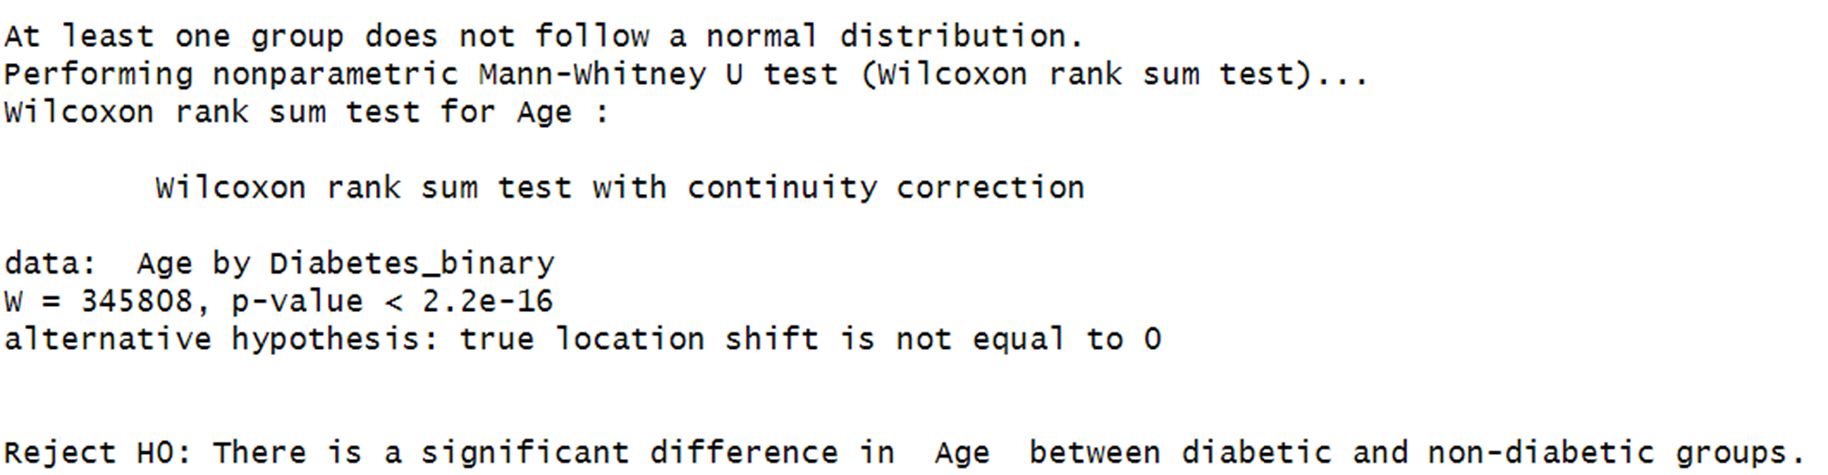 At least one group does not follow a normal distribution.
Performing nonparametric Mann-Whitney U test (Wilcoxon rank sum test)...
Wilcoxon rank sum test for Age :
Wilcoxon rank sum test with continuity correction
data:  Age by Diabetes_binary
W = 345808, p-value < 2.2e-16
alternative hypothesis: true location shift is not equal to 0
Reject H0: There is a significant difference in  Age  between diabetic and non-diabetic groups.